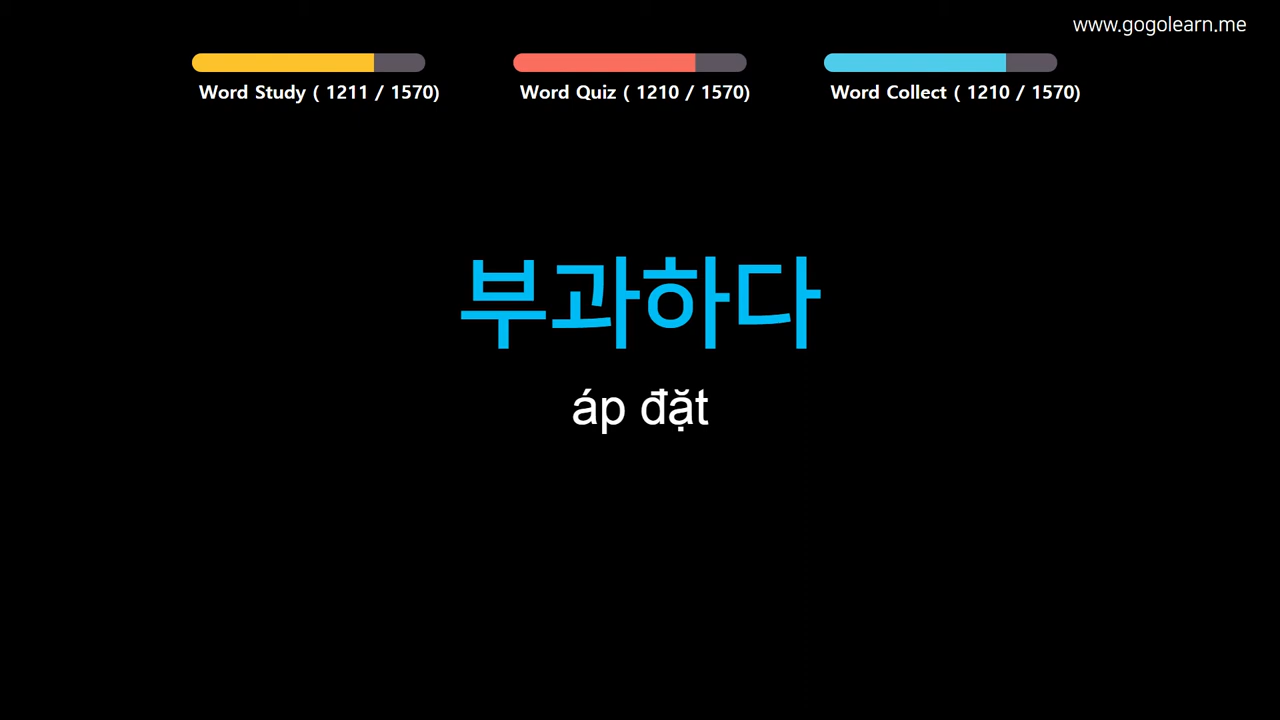 www.gogolearn.me
Word Study ( 1211 / 1570)
Word Quiz ( 1210 / 1570)
Word Collect ( 1210 / 1570)
부과하다
áp đặt